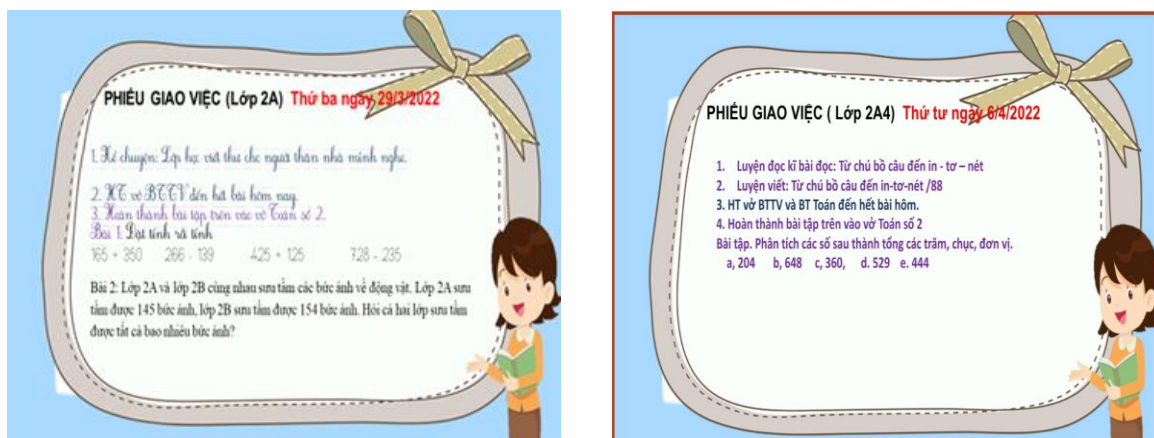 PHIẾU GIAO VIỆC (Lớp 2A) Thứ ba ngày 29/3/2022
1. Kể chuyện: Lớp học viết thư cho người thân nhà mình nghe.
2. HT vở BTTV đến hết bài hôm nay.
3. Hoàn thành bài tập trên vào vở Toán số 2.
Bài 1: Đặt tính rồi tính
165 + 350 266 - 139 425 + 125 728 - 235
Bài 2: Lớp 2A và lớp 2B cùng nhau sưu tầm các bức ảnh về động vật. Lớp 2A sưu
tầm được 145 bức ảnh, lớp 2B sưu tầm được 154 bức ảnh. Hỏi cả hai lớp sưu tầm
được tất cả bao nhiêu bức ảnh?
PHIẾU GIAO VIỆC ( Lớp 2A4) Thứ tư ngày 6/4/2022
1. Luyện đọc kĩ bài đọc: Từ chú bồ câu đến in - tơ – nét
2. Luyện viết: Từ chú bồ câu đến in-tơ-nét /88
3. HT vở BTTV và BT Toán đến hết bài hôm.
4. Hoàn thành bài tập trên vào vở Toán số 2
Bài tập. Phân tích các số sau thành tổng các trăm, chục, đơn vị.
a, 204 b, 648 c, 360, d. 529 e. 444